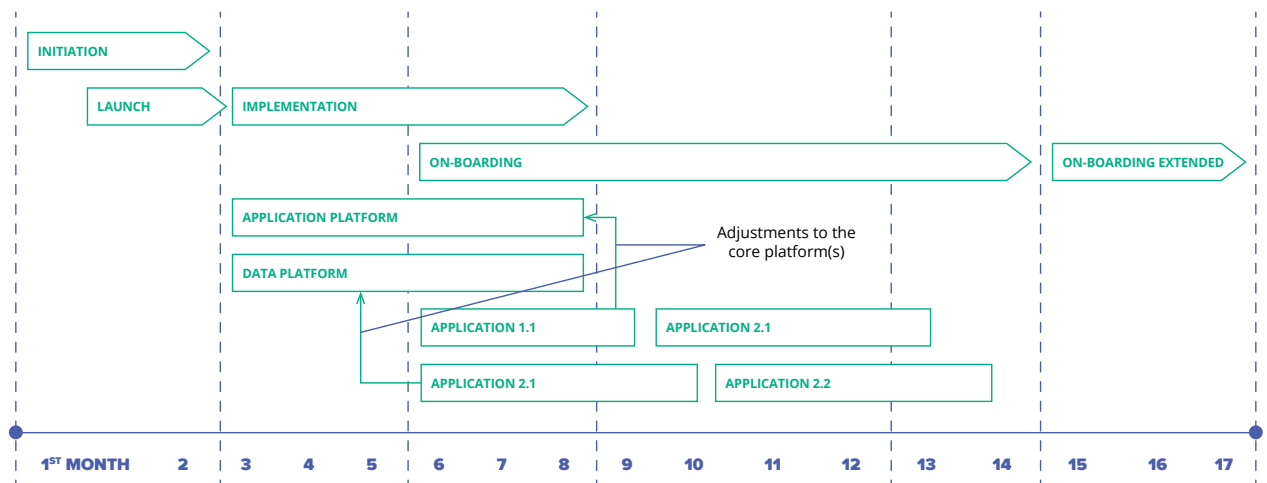 INITIATION
LAUNCH
IMPLEMENTATION
ON-BOARDING
ON-BOARDING EXTENDED
APPLICATION PLATFORM
Adjustments to the
core platform(s)
DATA PLATFORM
APPLICATION 1.1
APPLICATION 2.1
APPLICATION 2.1
APPLICATION 2.2
1ST MONTH 2 3 4 5 6 7 8 9 10 11 12 13 14 15 16 17